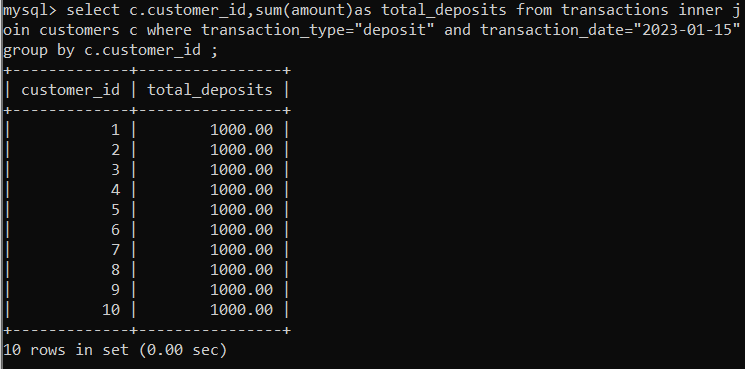 mysql> select c.customer_id,sum(amount)as total_deposits from transactions inner j
oin customers c where transaction_type="deposit" and transaction_date="2023-01-15"
group by c.customer_id ;
+-------------+----------------+
| customer_id | total_deposits |
+-------------+----------------+
|           1 |        1000.00 |
|           2 |        1000.00 |
|           3 |        1000.00 |
|           4 |        1000.00 |
|           5 |        1000.00 |
|           6 |        1000.00 |
|           7 |        1000.00 |
|           8 |        1000.00 |
|           9 |        1000.00 |
|          10 |        1000.00 |
+-------------+----------------+
10 rows in set (0.00 sec)